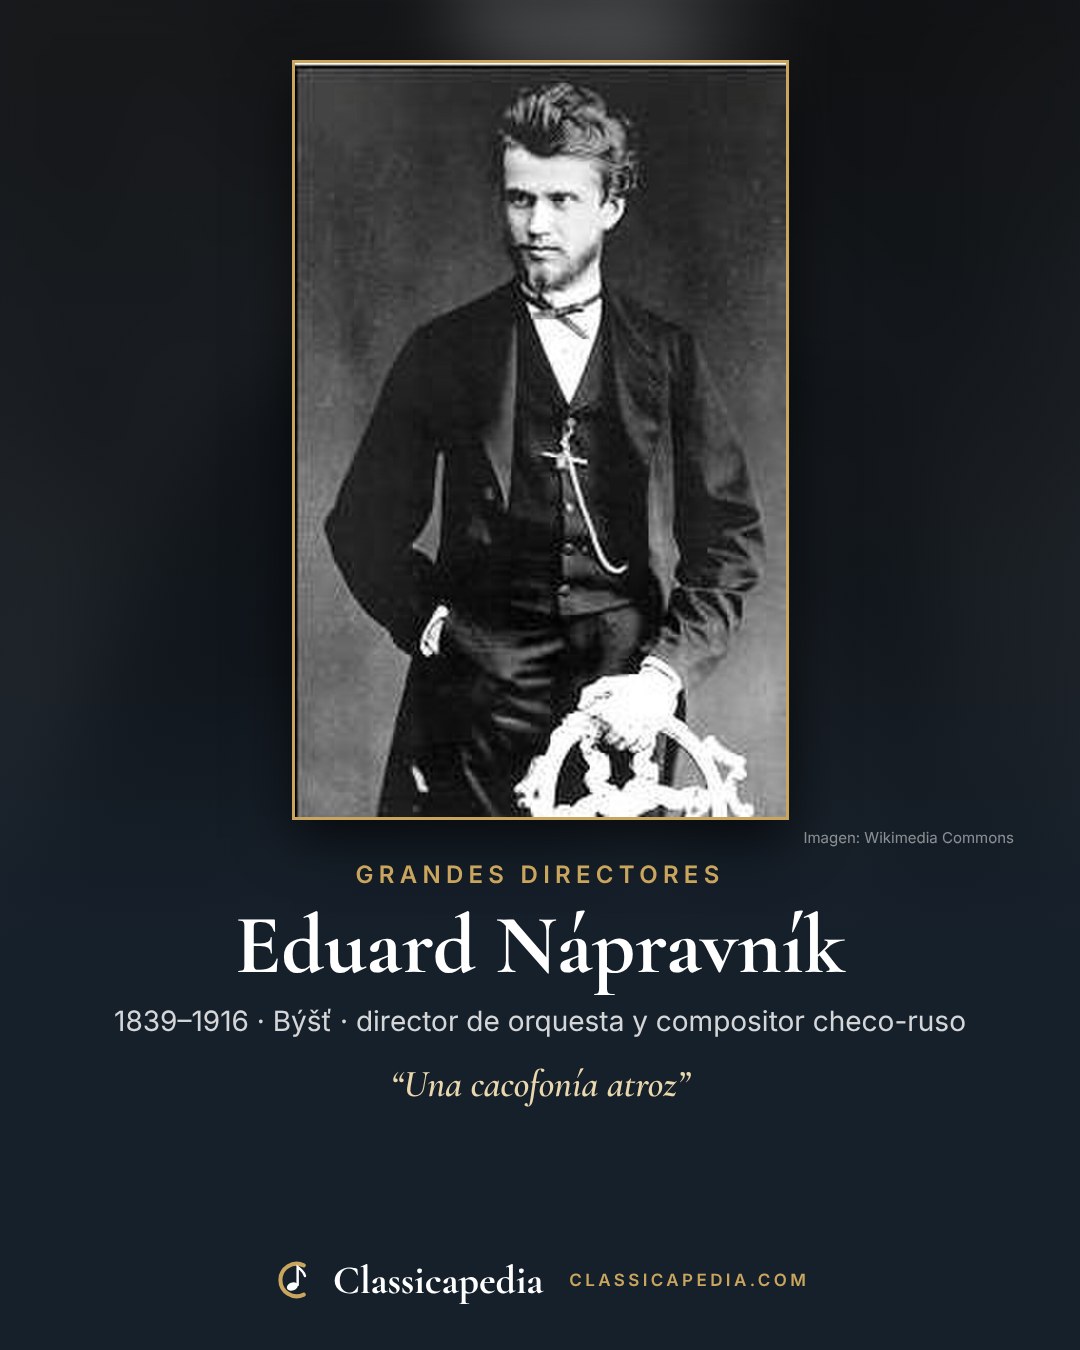 Imagen: Wikimedia Commons
GRANDES DIRECTORES
Eduard Nápravník
1839–1916 · Býšť · director de orquesta y compositor checo-ruso
“Una cacofonía atroz”
Classicapedia CLASSICAPEDIA.COM